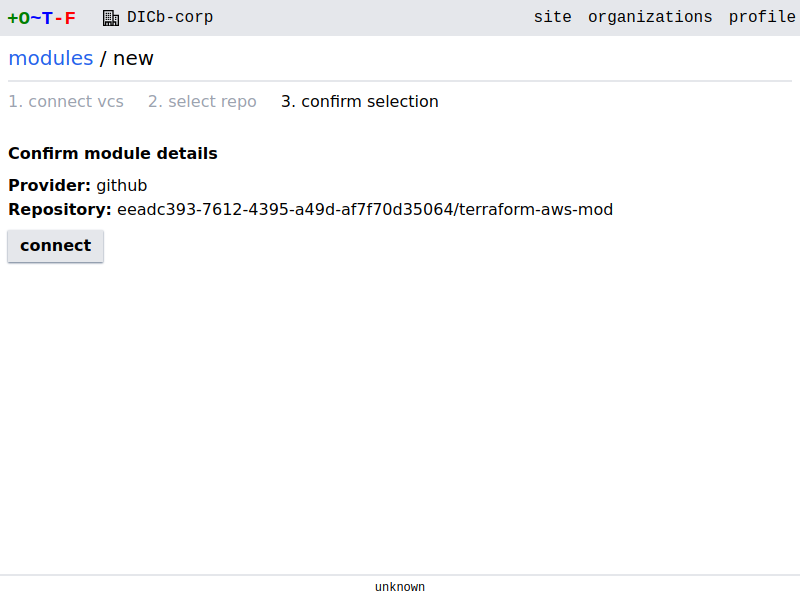 +O~T-F DICb-corp site organizations profile
modules / new
1. connect vcs 2. select repo 3. confirm selection
Confirm module details
Provider: github
Repository: eeadc393-7612-4395-a49d-af7f70d35064/terraform-aws-mod
connect
unknown